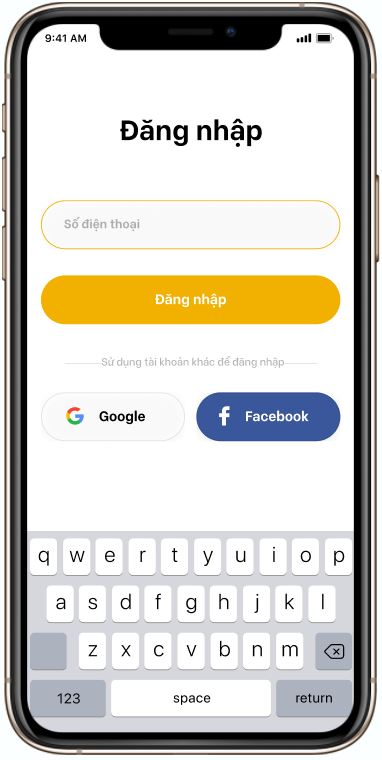 9:41 AM
Đăng nhập
Số điện thoại
Đăng nhập
Sử dụng tài khoản khác để đăng nhập
Google
Facebook
q w e r t y u i o p
a s d f g h j k l
z x c v b n m
123 space return